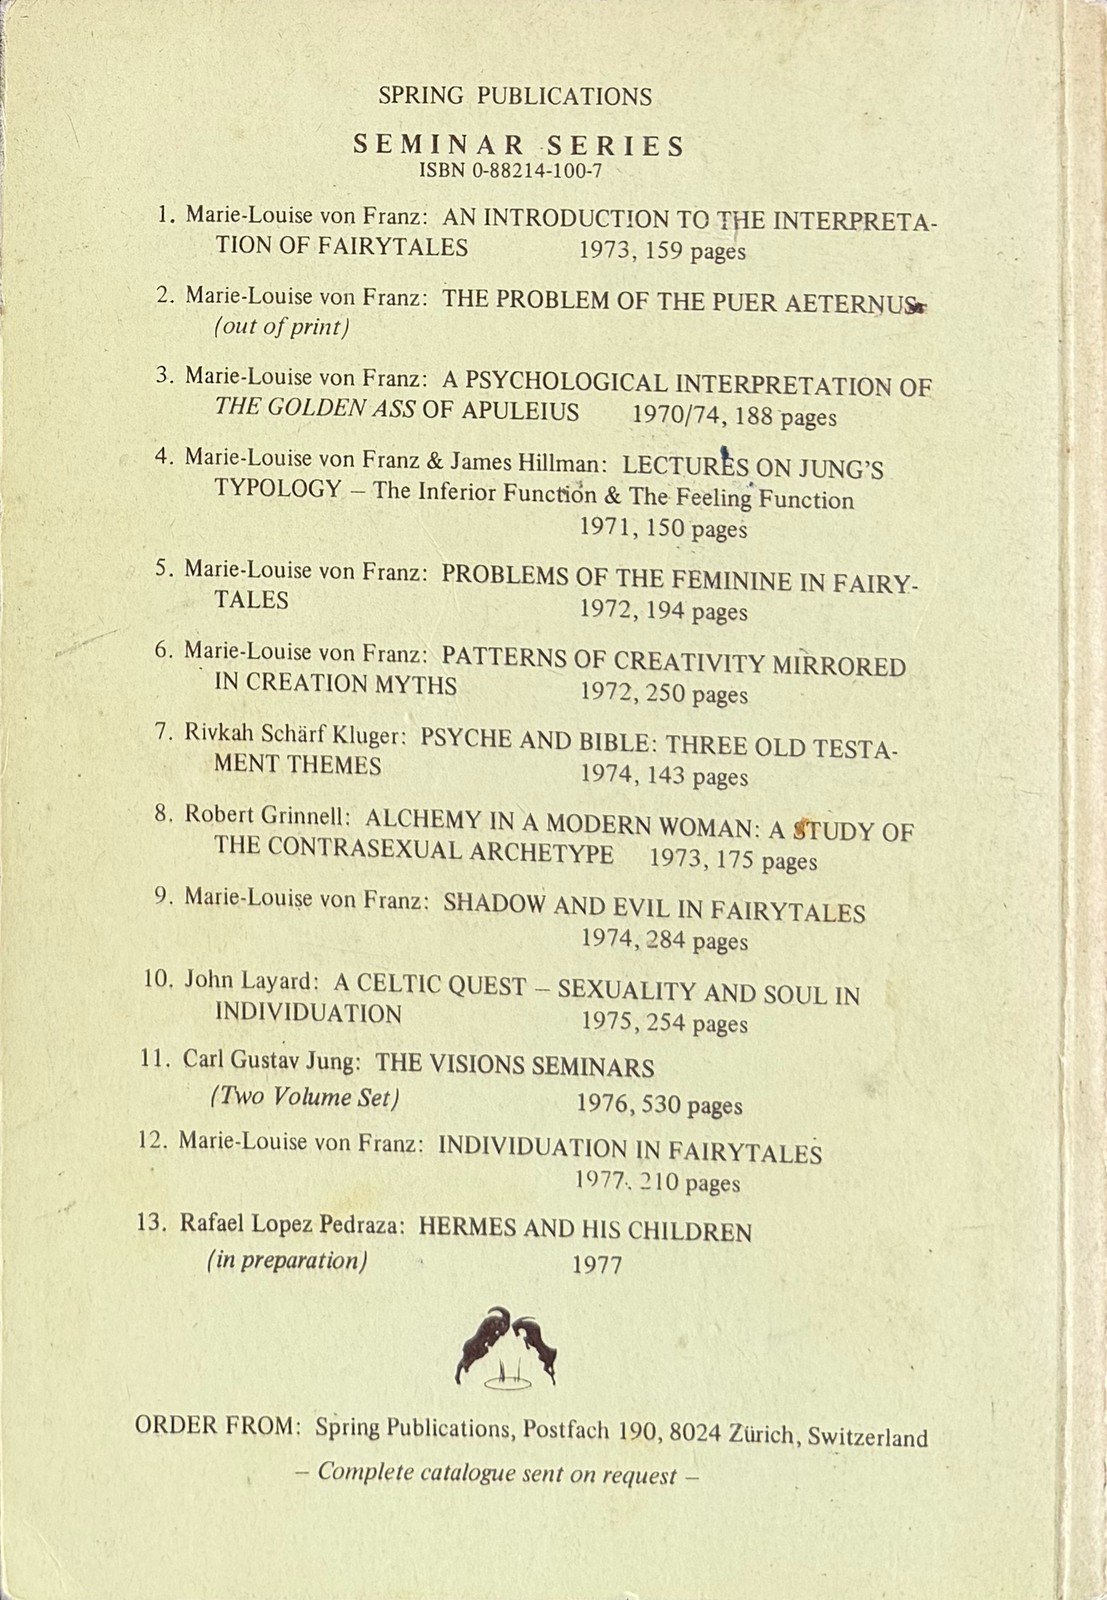 SPRING PUBLICATIONS
SEMINAR SERIES
ISBN 0-88214-100-7
1. Marie-Louise von Franz: AN INTRODUCTION TO THE INTERPRETA-
TION OF FAIRYTALES 1973, 159 pages
2. Marie-Louise von Franz: THE PROBLEM OF THE PUER AETERNUS
(out of print)
3. Marie-Louise von Franz: A PSYCHOLOGICAL INTERPRETATION OF
THE GOLDEN ASS OF APULEIUS 1970/74, 188 pages
4. Marie-Louise von Franz & James Hillman: LECTURES ON JUNG'S
TYPOLOGY – The Inferior Function & The Feeling Function
1971, 150 pages
5. Marie-Louise von Franz: PROBLEMS OF THE FEMININE IN FAIRY-
TALES 1972, 194 pages
6. Marie-Louise von Franz: PATTERNS OF CREATIVITY MIRRORED
IN CREATION MYTHS 1972, 250 pages
7. Rivkah Schärf Kluger: PSYCHE AND BIBLE: THREE OLD TESTA-
MENT THEMES 1974, 143 pages
8. Robert Grinnell: ALCHEMY IN A MODERN WOMAN: A STUDY OF
THE CONTRASEXUAL ARCHETYPE 1973, 175 pages
9. Marie-Louise von Franz: SHADOW AND EVIL IN FAIRYTALES
1974, 284 pages
10. John Layard: A CELTIC QUEST – SEXUALITY AND SOUL IN
INDIVIDUATION 1975, 254 pages
11. Carl Gustav Jung: THE VISIONS SEMINARS
(Two Volume Set) 1976, 530 pages
12. Marie-Louise von Franz: INDIVIDUATION IN FAIRYTALES
1977, 210 pages
13. Rafael Lopez Pedraza: HERMES AND HIS CHILDREN
(in preparation) 1977
ORDER FROM: Spring Publications, Postfach 190, 8024 Zürich, Switzerland
– Complete catalogue sent on request –